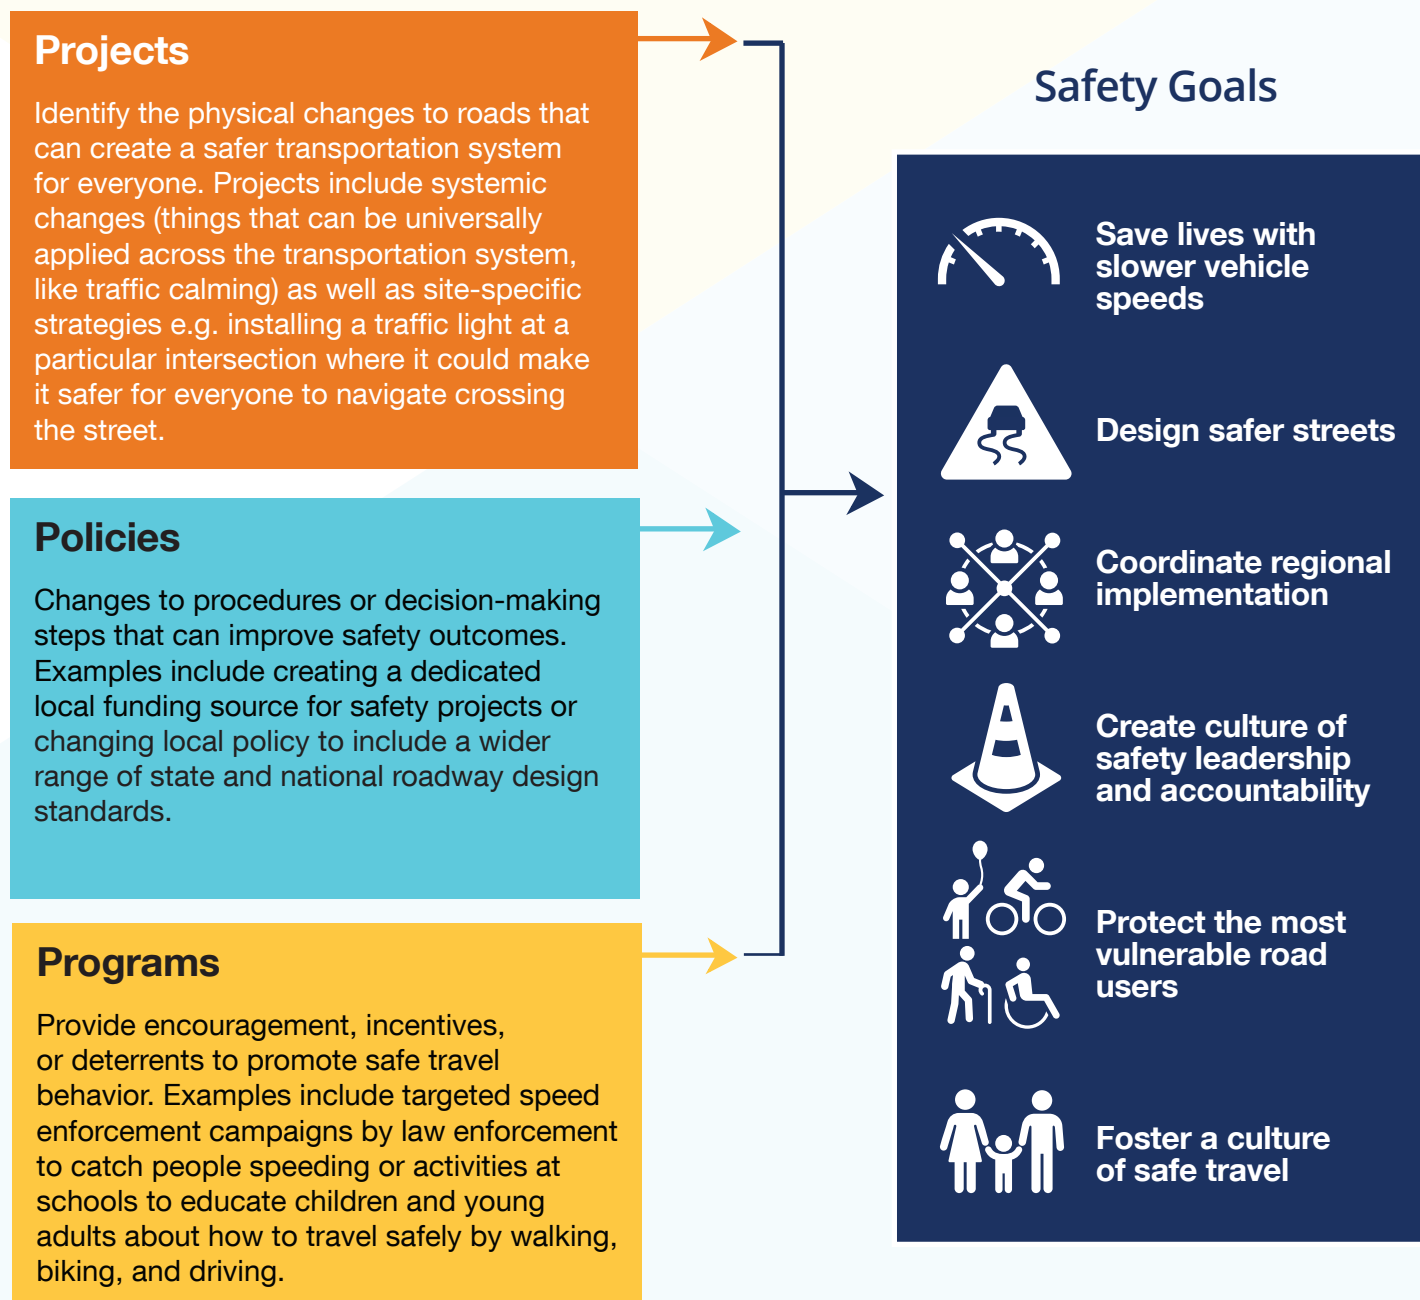 Projects
Identify the physical changes to roads that
can create a safer transportation system
for everyone. Projects include systemic
changes (things that can be universally
applied across the transportation system,
like traffic calming) as well as site-specific
strategies e.g. installing a traffic light at a
particular intersection where it could make
it safer for everyone to navigate crossing
the street.
Policies
Changes to procedures or decision-making
steps that can improve safety outcomes.
Examples include creating a dedicated
local funding source for safety projects or
changing local policy to include a wider
range of state and national roadway design
standards.
Programs
Provide encouragement, incentives,
or deterrents to promote safe travel
behavior. Examples include targeted speed
enforcement campaigns by law enforcement
to catch people speeding or activities at
schools to educate children and young
adults about how to travel safely by walking,
biking, and driving.
Safety Goals
Save lives with
slower vehicle
speeds
Design safer streets
Coordinate regional
implementation
Create culture of
safety leadership
and accountability
Protect the most
vulnerable road
users
Foster a culture
of safe travel